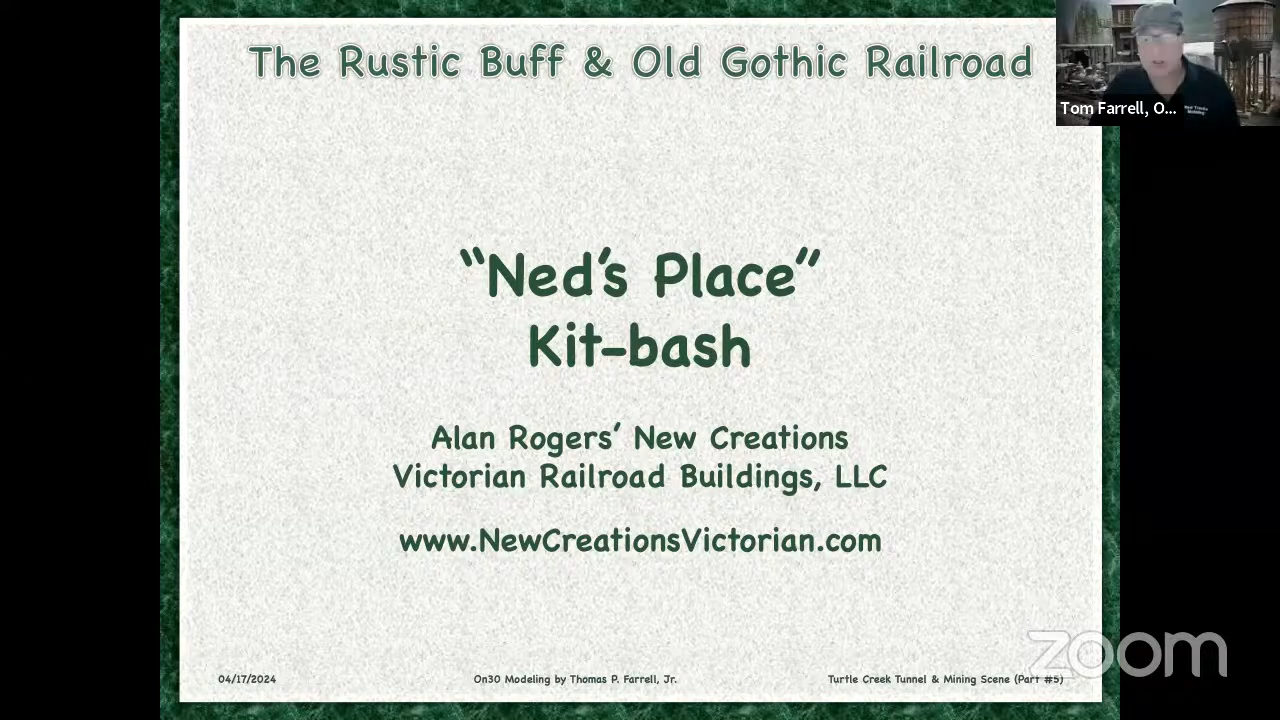 The Rustic Buff & Old Gothic Railroad
Tom Farrell, O...
“Ned’s Place”
Kit-bash
Alan Rogers’ New Creations
Victorian Railroad Buildings, LLC
www.NewCreationsVictorian.com
zoom
04/17/2024
On30 Modeling by Thomas P. Farrell, Jr.
Turtle Creek Tunnel & Mining Scene (Part #5)